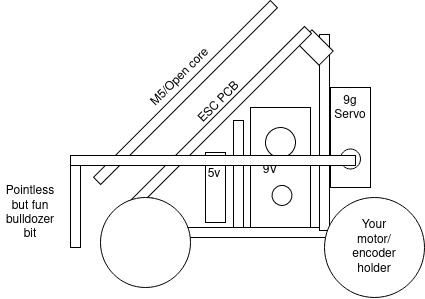 M5/Open core
ESC PCB
9g
Servo
5v
9V
Pointless
but fun
bulldozer
bit
Your
motor/
encoder
holder